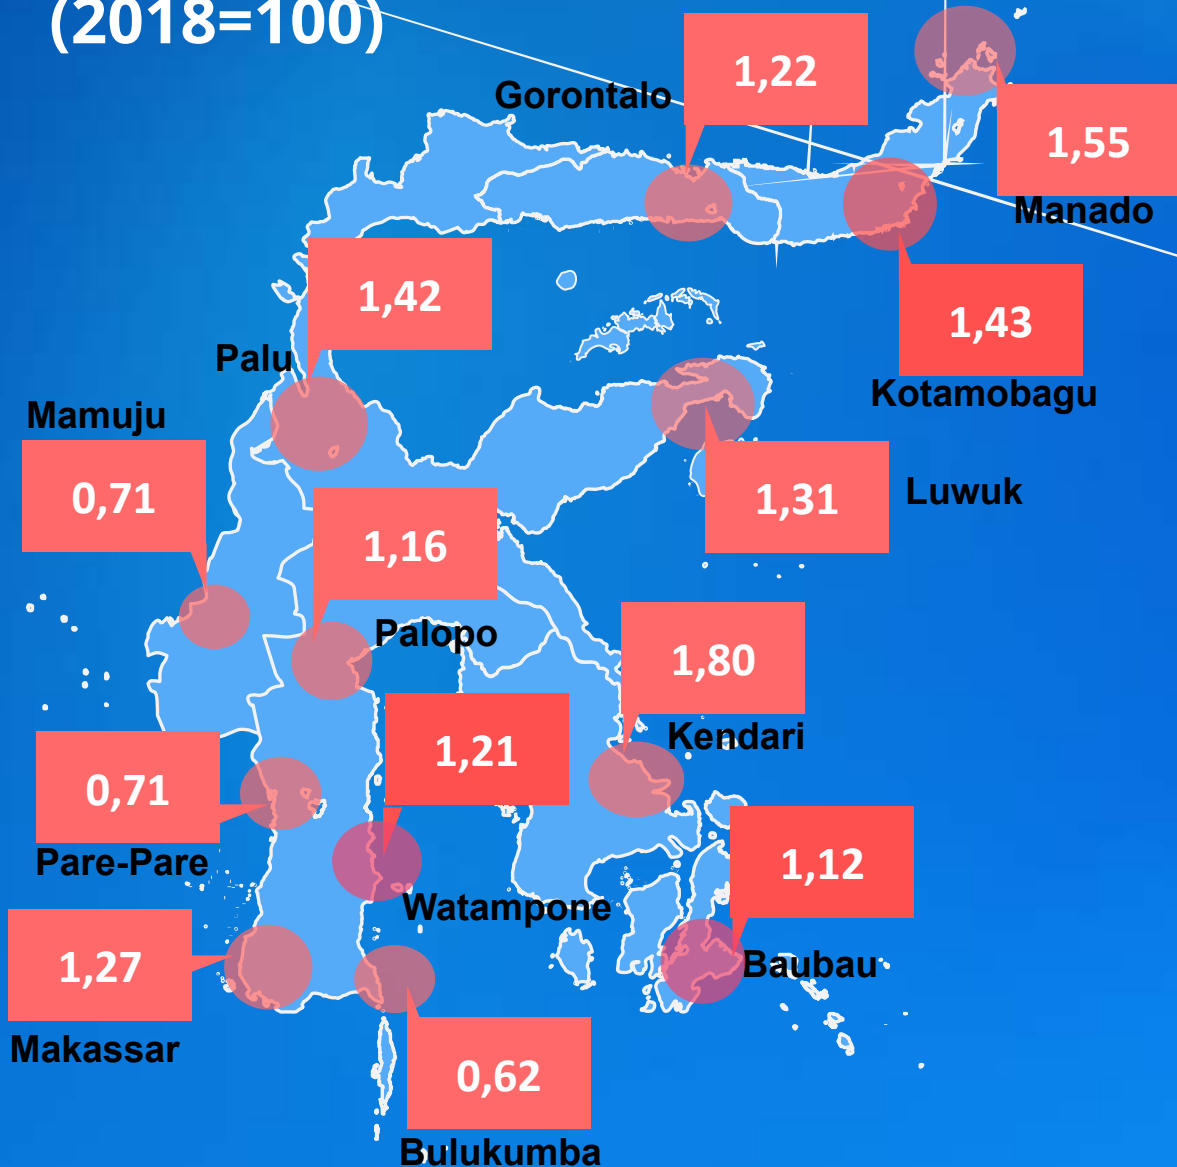 (2018=100)
Gorontalo
1,22
1,55
Manado
1,42
Palu
1,43
Kotamobagu
Mamuju
0,71
1,31
Luwuk
1,16
Palopo
1,80
Kendari
1,21
Watampone
0,71
Pare-Pare
1,12
Baubau
1,27
Makassar
0,62
Bulukumba